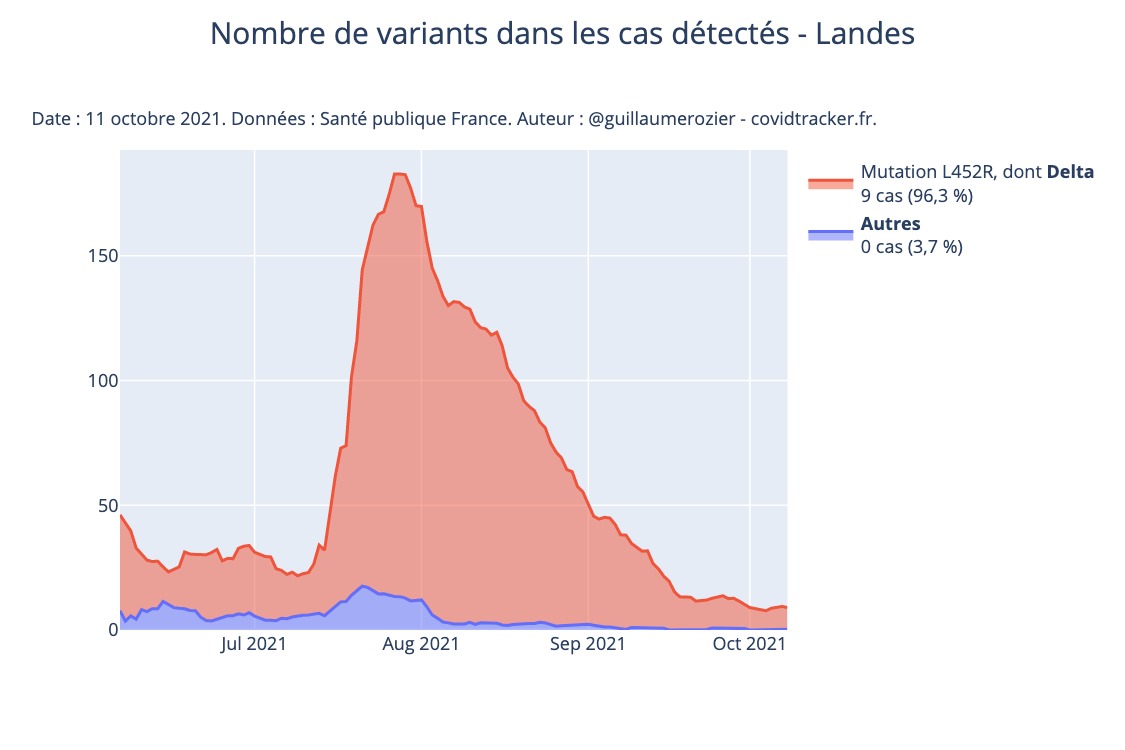 Nombre de variants dans les cas détectés - Landes
Date : 11 octobre 2021. Données : Santé publique France. Auteur : @guillaumerozier - covidtracker.fr.
Mutation L452R, dont Delta
9 cas (96,3 %)
Autres
0 cas (3,7 %)
150
100
50
0
Jul 2021
Aug 2021
Sep 2021
Oct 2021